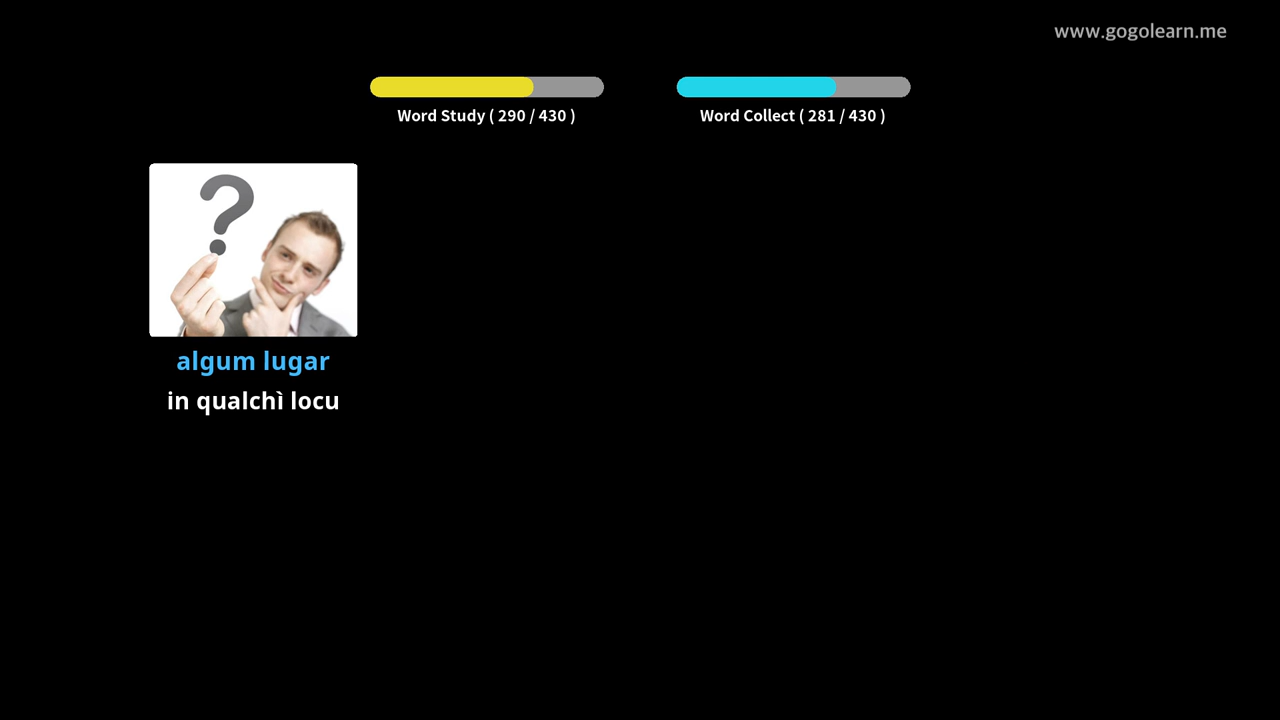 www.gogolearn.me
Word Study ( 290 / 430 )
Word Collect ( 281 / 430 )
?
algum lugar
in qualchì locu